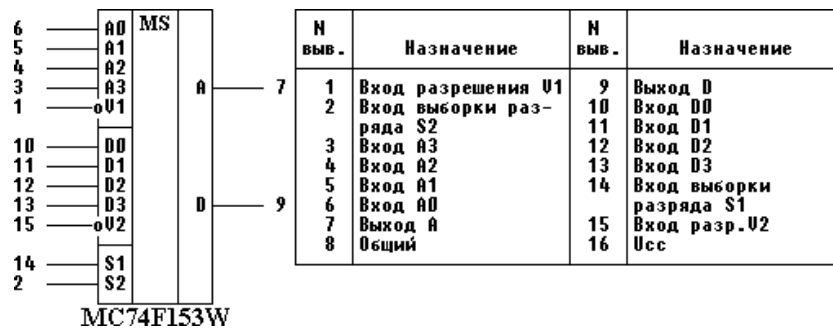 MS
6 A0
5 A1
4 A2
3 A3 A 7
1 V1
10 D0
11 D1
12 D2
13 D3 D 9
15 V2
14 S1
2 S2
MC74F153W
N выв. Назначение N выв. Назначение
1 Вход разрешения V1
2 Вход выборки раз-
ряда S2
3 Вход A3
4 Вход A2
5 Вход A1
6 Вход A0
7 Выход A
8 Общий
9 Выход D
10 Вход D0
11 Вход D1
12 Вход D2
13 Вход D3
14 Вход выборки
разряда S1
15 Вход разр.V2
16 Ucc